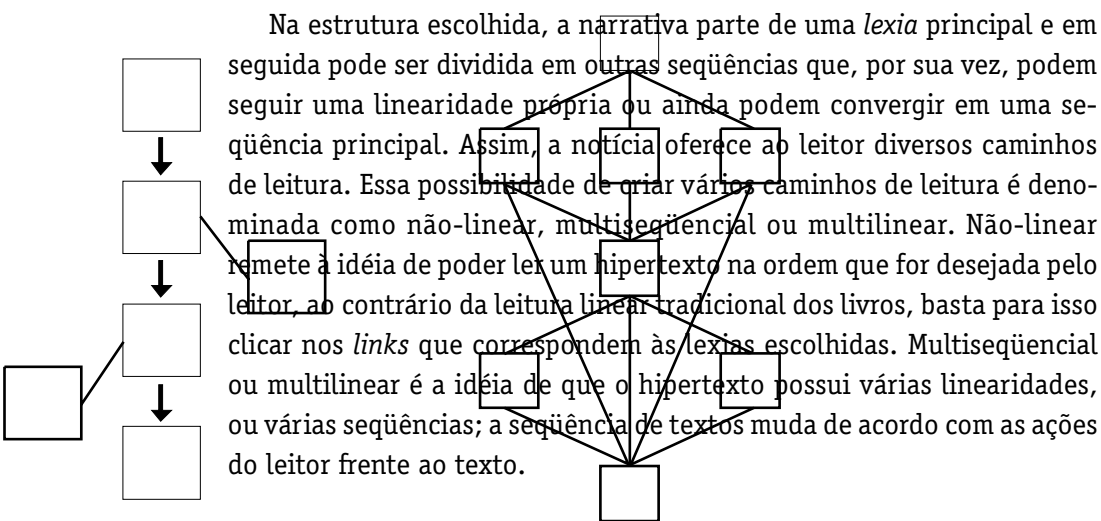 Na estrutura escolhida, a narrativa parte de uma lexia principal e em
seguida pode ser dividida em outras seqüências que, por sua vez, podem
seguir uma linearidade própria ou ainda podem convergir em uma se-
qüência principal. Assim, a notícia oferece ao leitor diversos caminhos
de leitura. Essa possibilidade de criar vários caminhos de leitura é deno-
minada como não-linear, multiseqüencial ou multilinear. Não-linear
remete à idéia de poder ler um hipertexto na ordem que for desejada pelo
leitor, ao contrário da leitura linear tradicional dos livros, basta para isso
clicar nos links que correspondem às lexias escolhidas. Multiseqüencial
ou multilinear é a idéia de que o hipertexto possui várias linearidades,
ou várias seqüências; a seqüência de textos muda de acordo com as ações
do leitor frente ao texto.